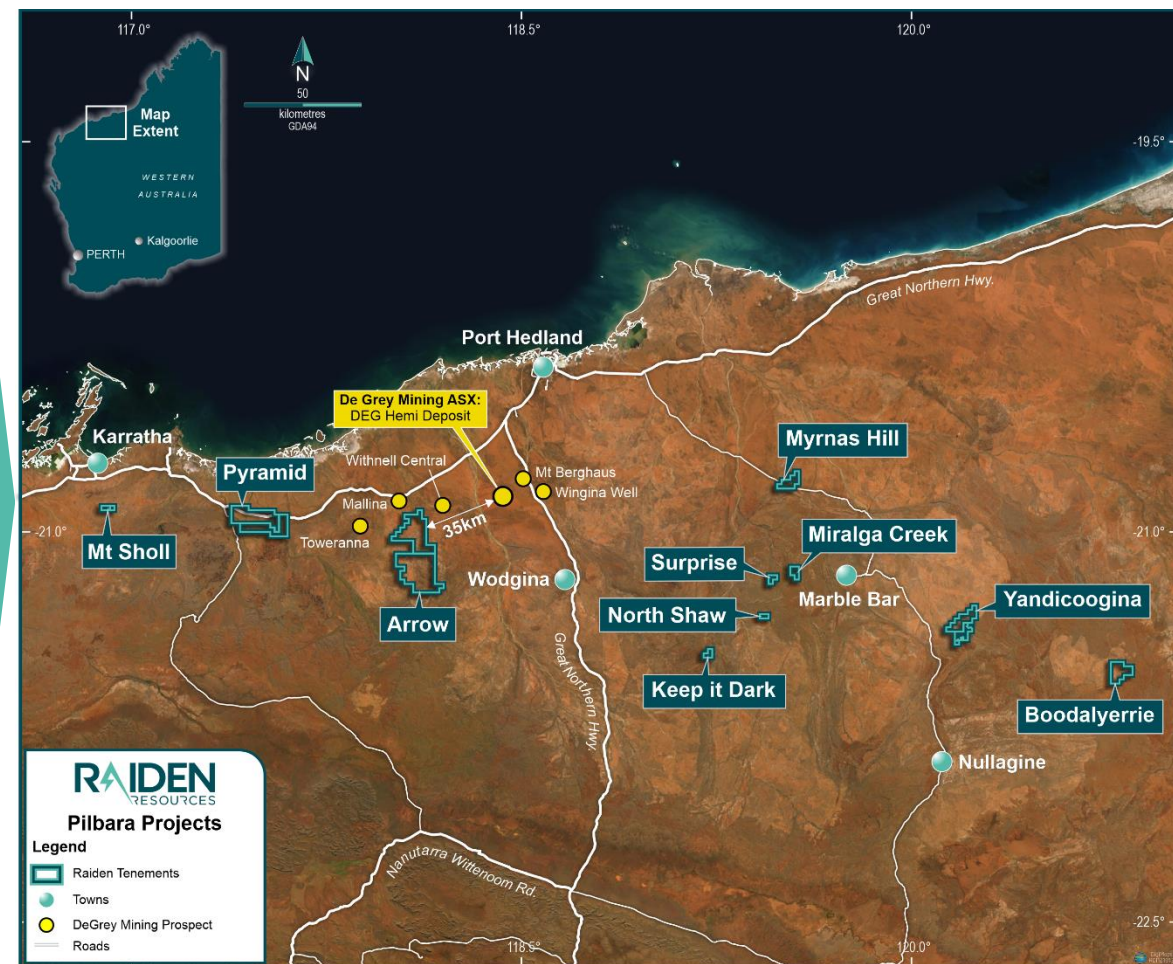 117.0°
118.5°
120.0°
N
50
kilometres
GDA94
Map
Extent
WESTERN
AUSTRALIA
Kalgoorlie
PERTH
-19.5°
Great Northern Hwy.
Port Hedland
De Grey Mining ASX:
DEG Hemi Deposit
Karratha
Pyramid
Withnell Central
Mt Berghaus
Mallina
Wingina Well
Myrnas Hill
35km
-21.0°
-21.0°
Mt Sholl
Toweranna
Miralga Creek
Surprise
Wodgina
Marble Bar
Arrow
North Shaw
Yandicoogina
Great Northern Hwy.
Keep it Dark
Boodalyerrie
Nullagine
RAIDEN
RESOURCES
Pilbara Projects
Legend
Raiden Tenements
Towns
DeGrey Mining Prospect
Roads
Nanutarra Wittenoom Rd.
-22.5°
118.5°
120.0°